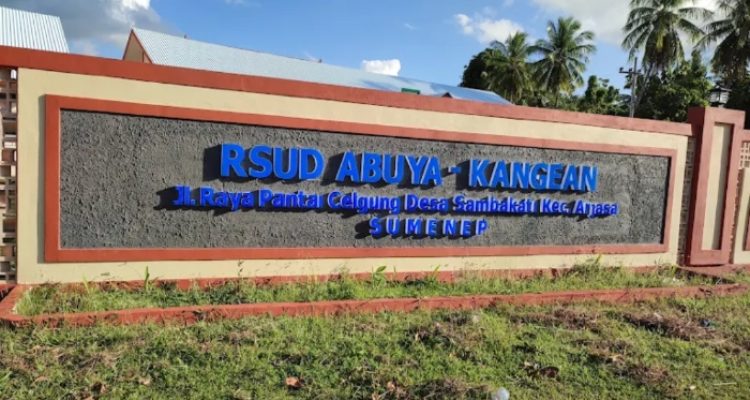 RSUD ABUYA - KANGEAN
Jl. Raya Pantai Celgung Desa Sambakati Kec. Arjasa
SUMENEP